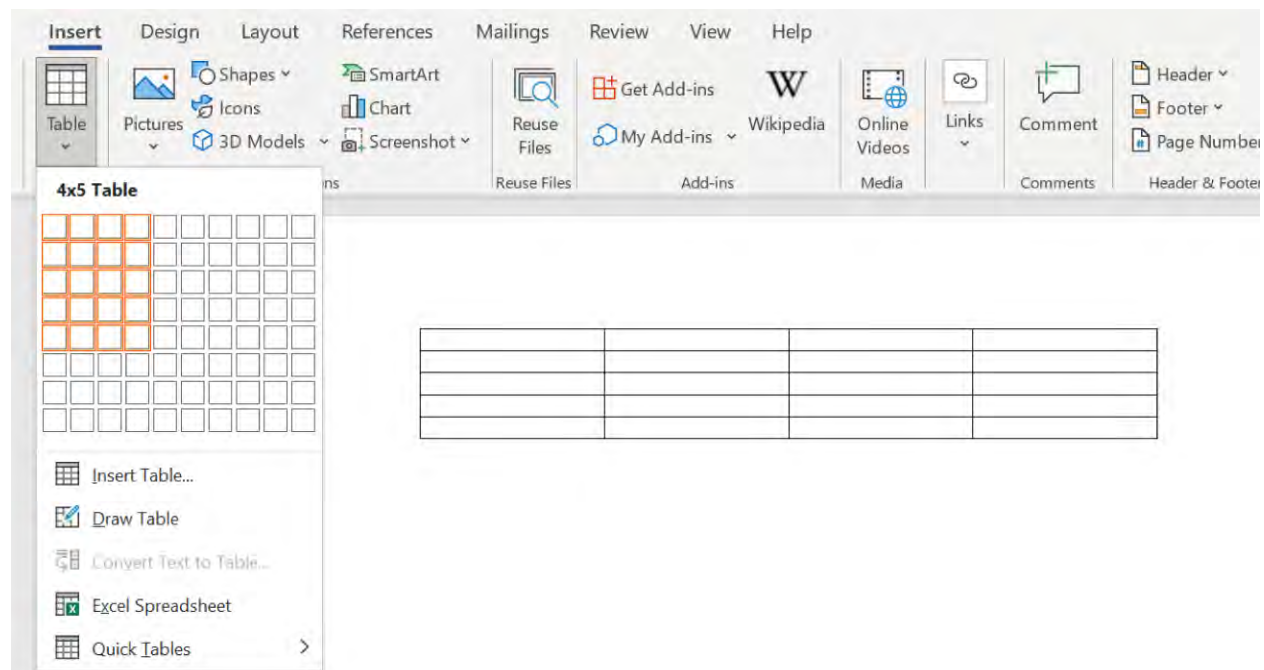 Insert Design Layout References Mailings Review View Help
Table
Pictures
Shapes
Icons
3D Models
SmartArt
Chart
Screenshot
Reuse
Files
Get Add-ins
My Add-ins
W
Wikipedia
Online
Videos
Links
Comment
Header
Footer
Page Number
ns
Reuse Files
Add-ins
Media
Comments
Header & Footer
4x5 Table
Insert Table...
Draw Table
Convert Text to Table...
Excel Spreadsheet
Quick Tables